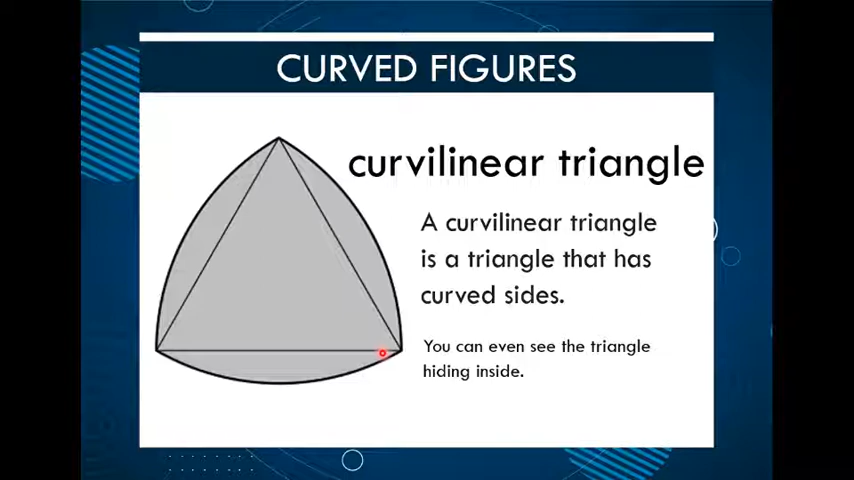 CURVED FIGURES
curvilinear triangle
A curvilinear triangle
is a triangle that has
curved sides.
You can even see the triangle
hiding inside.